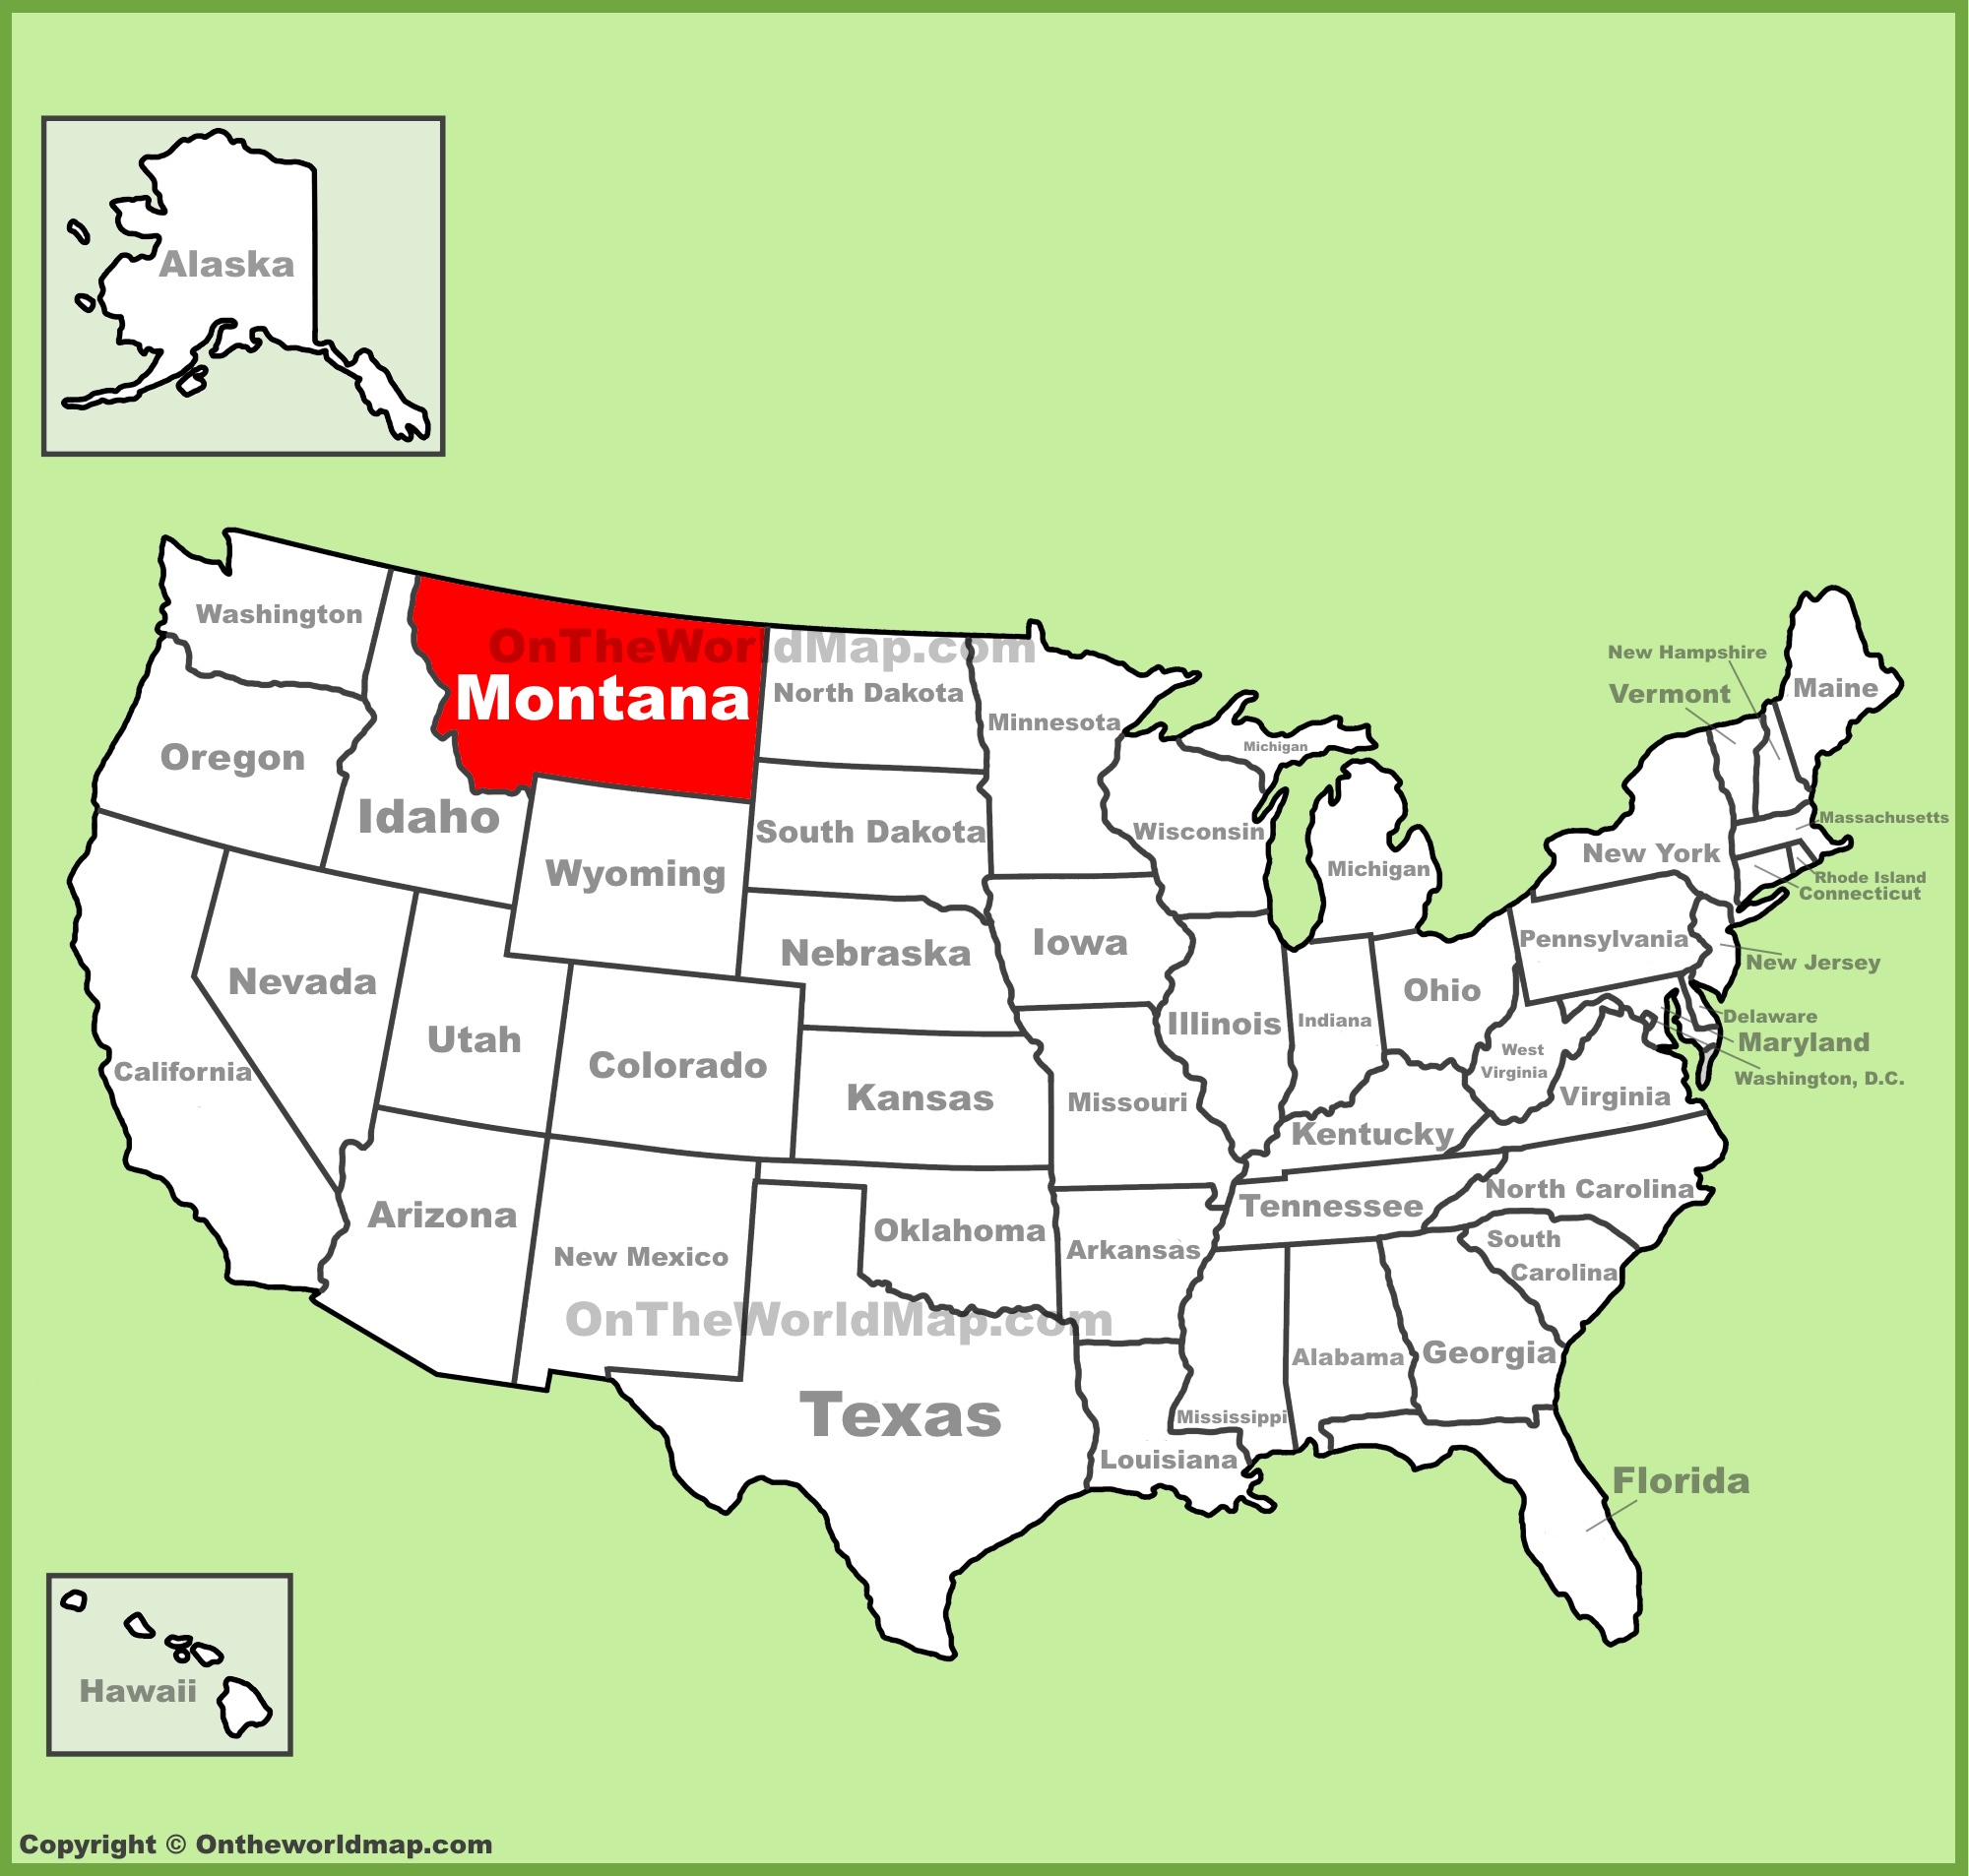 Alaska
Washington
OnTheWorldMap.com
Montana
North Dakota
Minnesota
New Hampshire
Vermont
Maine
Oregon
Idaho
Michigan
Wyoming
South Dakota
Wisconsin
Michigan
New York
Massachusetts
Rhode Island
Connecticut
Nevada
Nebraska
Iowa
Pennsylvania
New Jersey
California
Utah
Colorado
Kansas
Missouri
Illinois
Indiana
Ohio
West
Virginia
Virginia
Delaware
Maryland
Washington, D.C.
Kentucky
Arizona
New Mexico
Oklahoma
Arkansas
Tennessee
North Carolina
South
Carolina
OnTheWorldMap.com
Texas
Louisiana
Mississippi
Alabama
Georgia
Florida
Hawaii
Copyright © Ontheworldmap.com